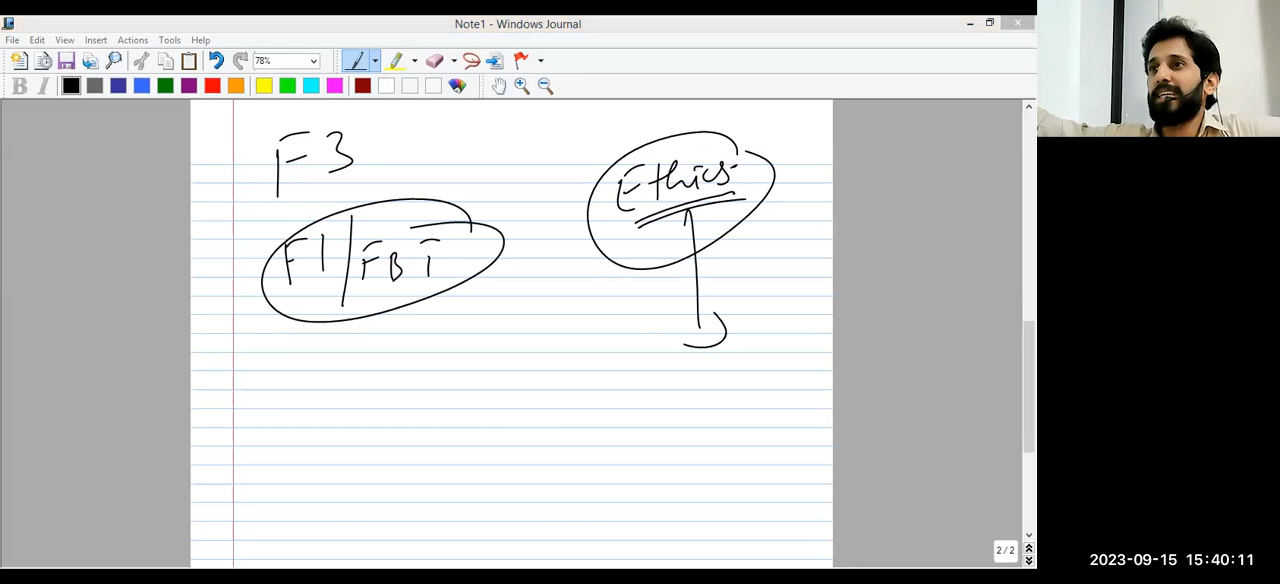 Note1 - Windows Journal
File Edit View Insert Actions Tools Help
78%
B I
F3
Ethics
F1 FBT
2 / 2
2023-09-15 15:40:11